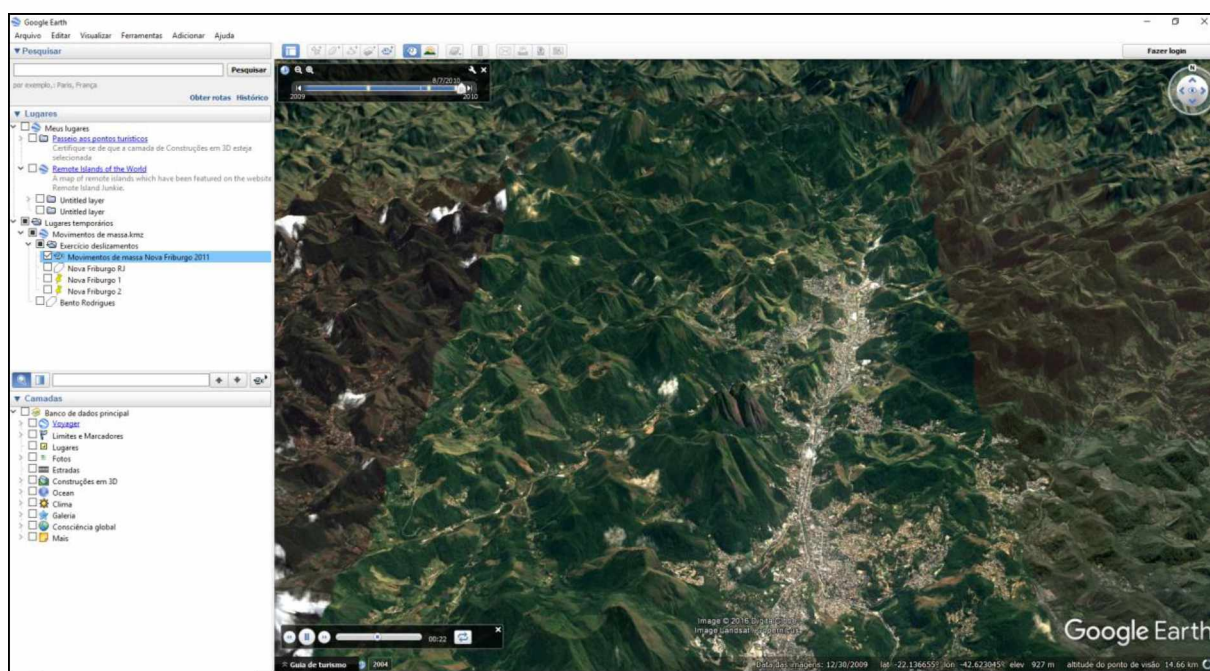 Google Earth
Arquivo Editar Visualizar Ferramentas Adicionar Ajuda
▼ Pesquisar
Pesquisar
por exemplo,: Paris, França
Obter rotas Histórico
▼ Lugares
Meus lugares
Passeio aos pontos turísticos
Certifique-se de que a camada de Construções em 3D esteja
selecionada
Remote Islands of the World
A map of remote islands which have been featured on the website
Remote Island Junkie.
Untitled layer
Untitled layer
Lugares temporários
Movimentos de massa.kmz
Exercício deslizamentos
Movimentos de massa Nova Friburgo 2011
Nova Friburgo RJ
Nova Friburgo 1
Nova Friburgo 2
Bento Rodrigues
▼ Camadas
Banco de dados principal
Voyager
Limites e Marcadores
Lugares
Fotos
Estradas
Construções em 3D
Ocean
Clima
Galeria
Consciência global
Mais
Fazer login
8/7/2010
2009 2010
N
00:22
Image © 2016 DigitalGlobe
Image Landsat / Copernicus
Google Earth
Guia de turismo 2004
Data das imagens: 12/30/2009 lat -22.136655° lon -42.623045° elev 927 m altitude do ponto de visão 14.66 km